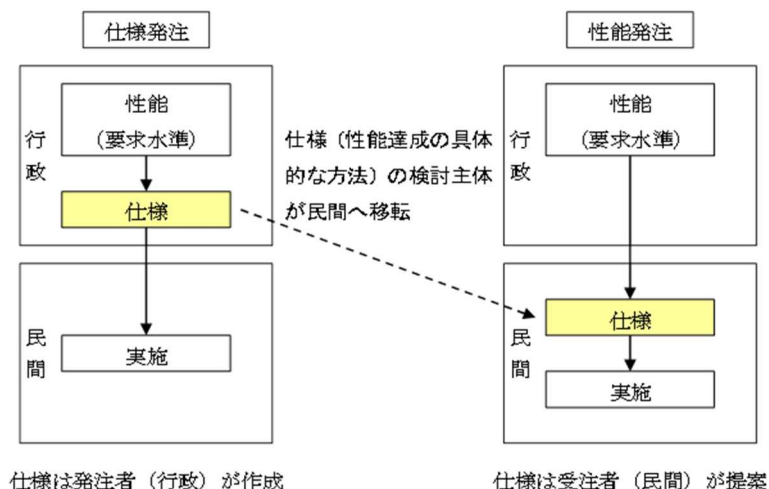 仕様発注
性能発注
行政
性能
(要求水準)
仕様
仕様（性能達成の具体
的な方法）の検討主体
が民間へ移転
行政
性能
(要求水準)
民間
実施
民間
仕様
実施
仕様は発注者（行政）が作成
仕様は受注者（民間）が提案